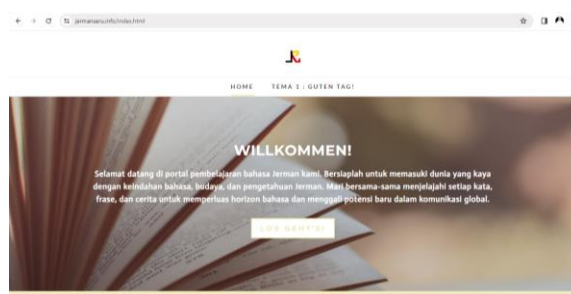 jermanseru.info/index.html
HOME TEMA 1 : GUTEN TAG!
WILLKOMMEN!
Selamat datang di portal pembelajaran bahasa Jerman kami. Bersiaplah untuk memasuki dunia yang kaya
dengan keindahan bahasa, budaya, dan pengetahuan Jerman. Mari bersama-sama menjelajahi setiap kata,
frase, dan cerita untuk memperluas horizon bahasa dan menggali potensi baru dalam komunikasi global.
LOS GEHT'S!